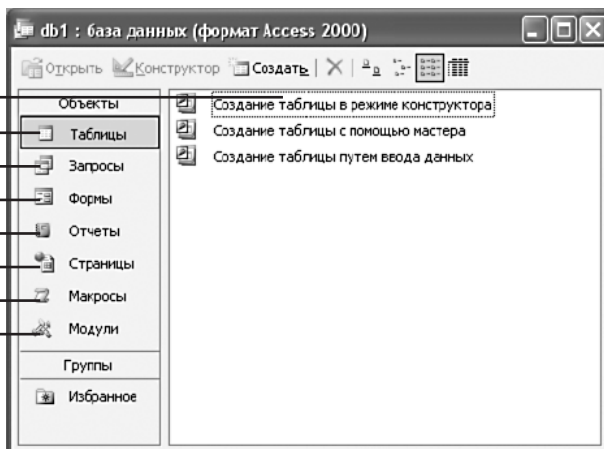 db1 : база данных (формат Access 2000)
Открыть Конструктор Создать
Объекты
Таблицы
Запросы
Формы
Отчеты
Страницы
Макросы
Модули
Группы
Избранное
Создание таблицы в режиме конструктора
Создание таблицы с помощью мастера
Создание таблицы путем ввода данных